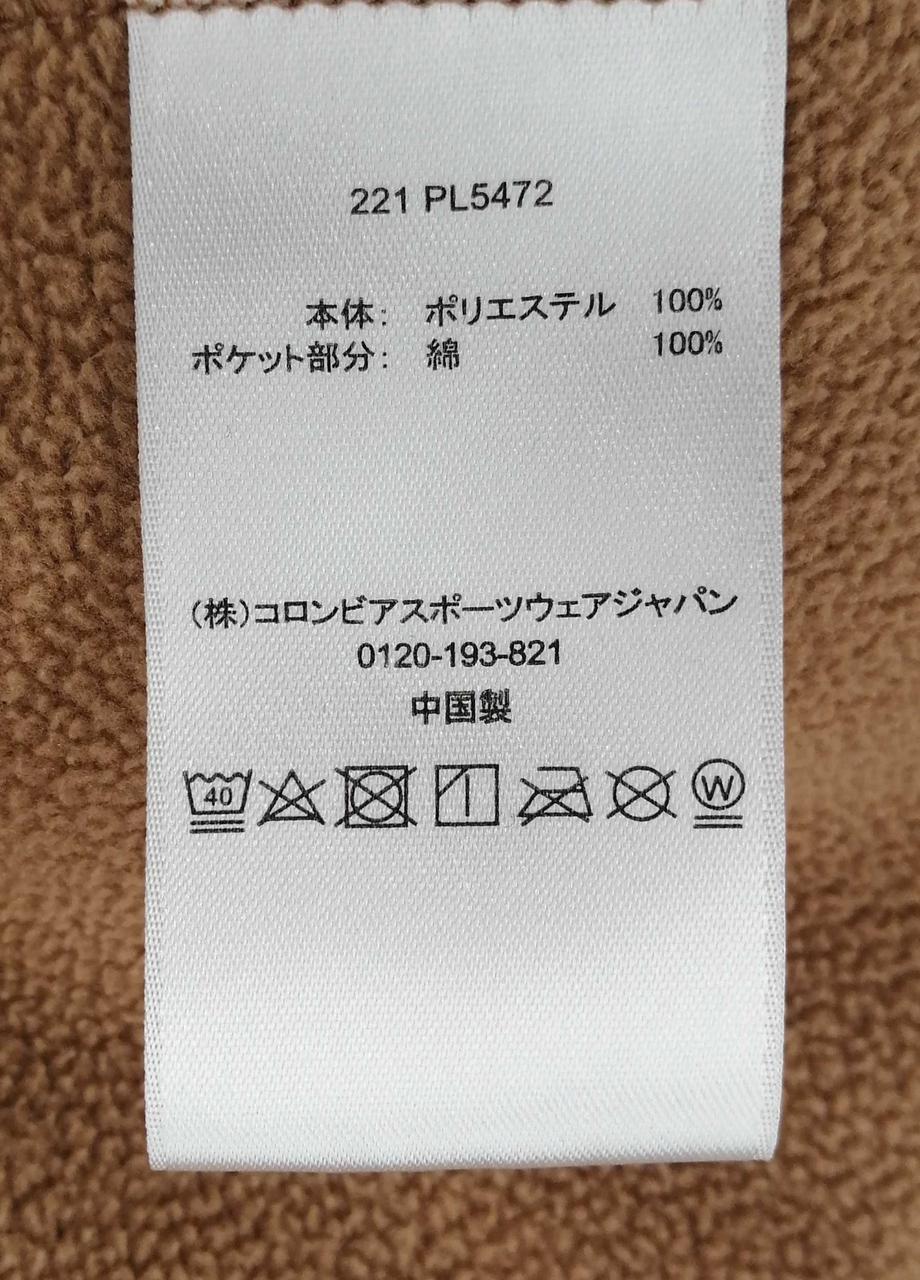 221 PL5472
本体： ポリエステル 100%
ポケット部分： 綿 100%
(株)コロンビアスポーツウェアジャパン
0120-193-821
中国製
40 W